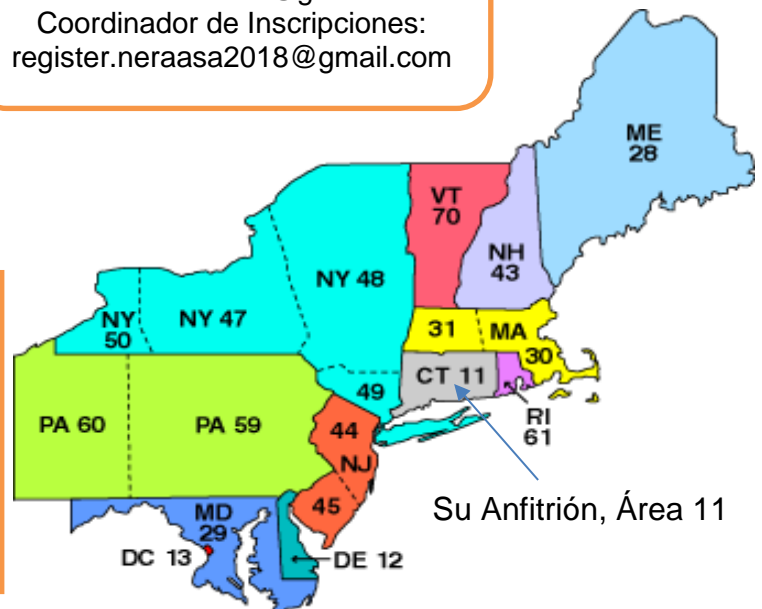 Coordinador de Inscripciones:
register.neraasa2018@gmail.com
ME
28
VT
70
NH
43
NY 48
NY 47
NY
50
31
MA
30
CT 11
49
RI
61
PA 60
PA 59
44
NJ
45
Su Anfitrión, Área 11
MD
29
DC 13
DE 12